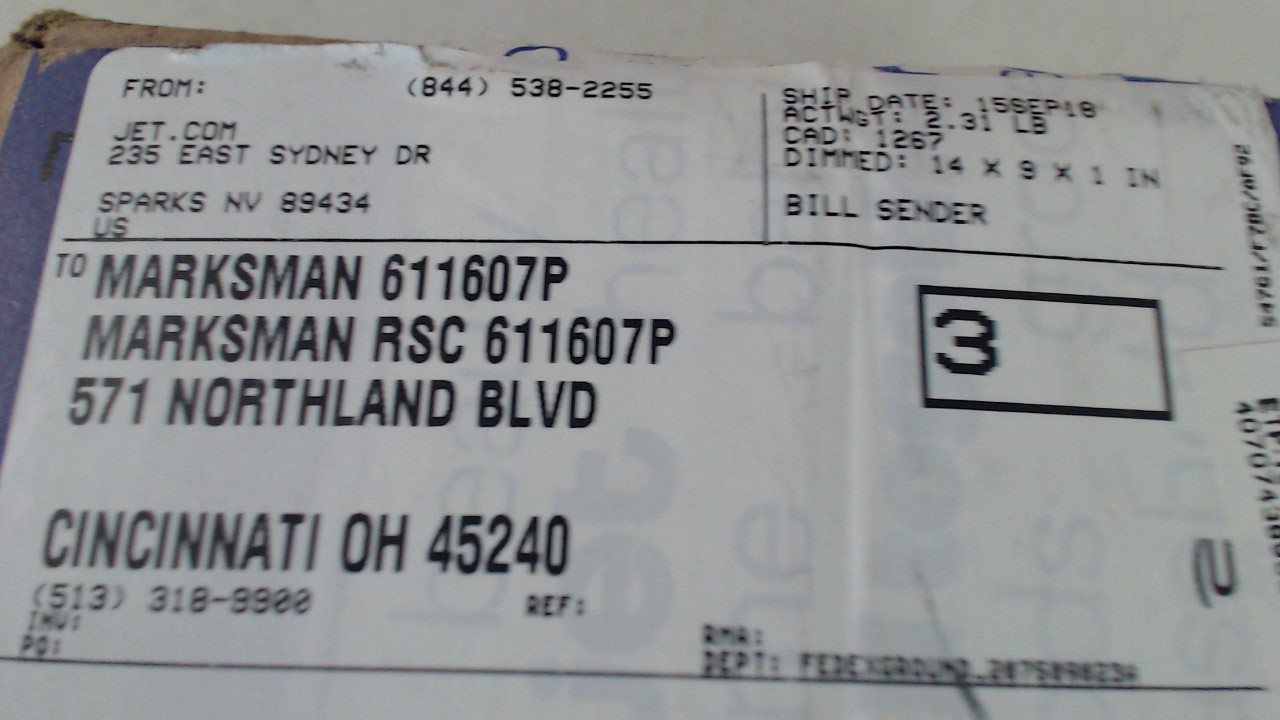 FROM: (844) 538-2255
JET.COM
235 EAST SYDNEY DR
SPARKS NV 89434
US
SHIP DATE: 15SEP18
ACTWGT: 2.31 LB
CAD: 1267
DIMMED: 14 X 9 X 1 IN
BILL SENDER
TO MARKSMAN 611607P
MARKSMAN RSC 611607P
571 NORTHLAND BLVD
CINCINNATI OH 45240
(513) 318-9900 REF:
INV:
PO:
3
RMA:
DEPT: